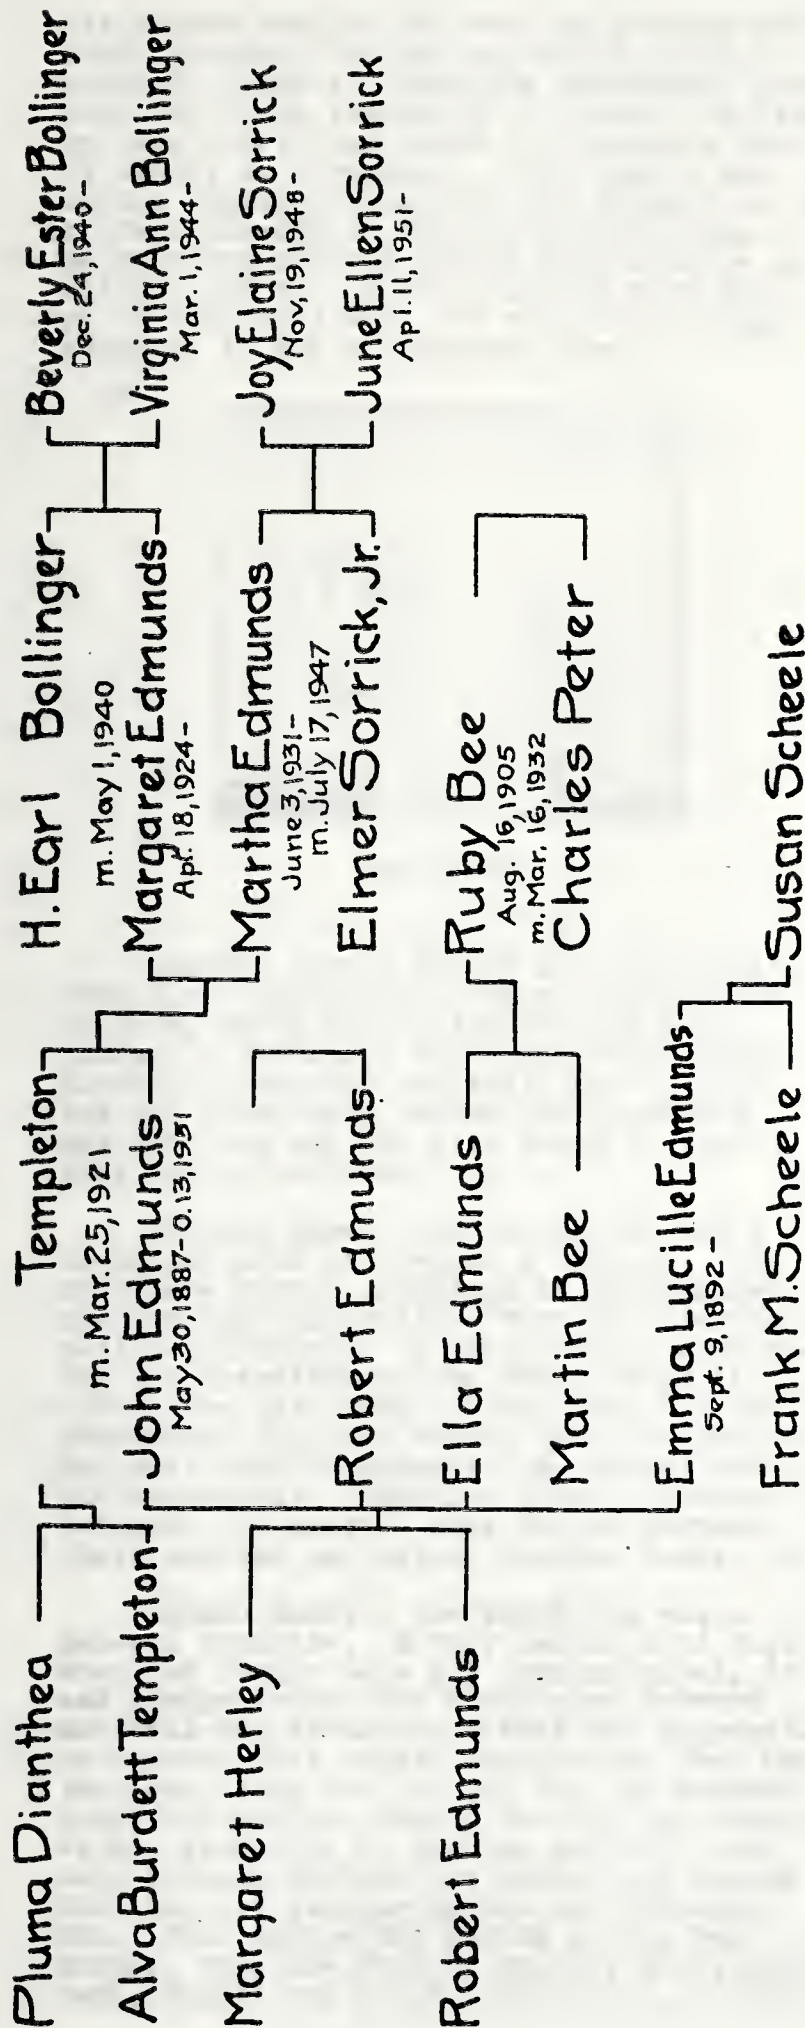 Pluma Dianthea
Alva Burdett Templeton
Margaret Herley
Robert Edmunds
Templeton
m. Mar. 25, 1921
John Edmunds
May 30, 1887-O. 13, 1951
Robert Edmunds
Ella Edmunds
Martin Bee
Emma Lucille Edmunds
Sept. 9, 1892-
Frank M. Scheele
H. Earl Bollinger
m. May 1, 1940
Margaret Edmunds
Apl. 18, 1924-
Martha Edmunds
June 3, 1931-
m. July 17, 1947
Elmer Sorrick, Jr.
Ruby Bee
Aug. 16, 1905
m. Mar. 16, 1932
Charles Peter
Susan Scheele
Beverly Ester Bollinger
Dec. 24, 1940-
Virginia Ann Bollinger
Mar. 1, 1944-
Joy Elaine Sorrick
Nov, 19, 1948-
June Ellen Sorrick
Apl. 11, 1951-